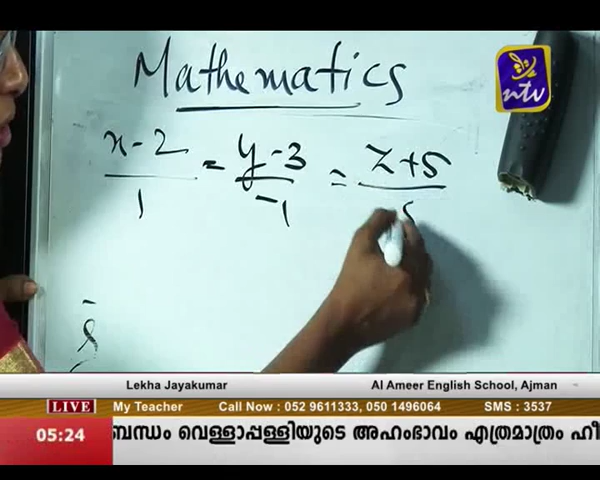 Mathematics
ntv
x-2 = y-3 = z+5
1 -1
Lekha Jayakumar Al Ameer English School, Ajman
LIVE My Teacher Call Now : 052 9611333, 050 1496064 SMS : 3537
05:24 ബന്ധം വെള്ളാപ്പള്ളിയുടെ അഹംഭാവം എത്രമാത്രം ഹീ